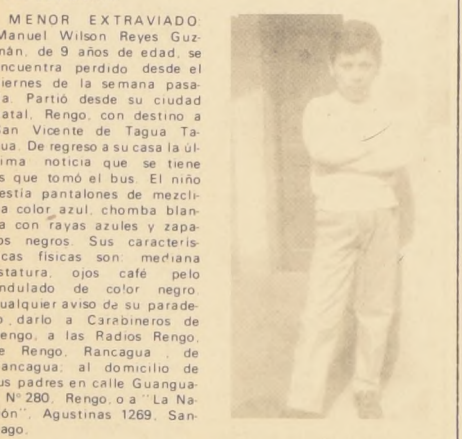 MENOR EXTRAVIADO:
Manuel Wilson Reyes Guz-
mán, de 9 años de edad, se
ncuentra perdido desde el
iernes de la semana pasa-
a. Partió desde su ciudad
atal, Rengo, con destino a
San Vicente de Tagua Ta-
ua. De regreso a su casa la úl-
ima noticia que se tiene
s que tomó el bus. El niño
estía pantalones de mezcli-
a color azul, chomba blan-
a con rayas azules y zapa-
os negros. Sus caracterís-
cas físicas son: mediana
statura, ojos café pelo
ndulado de color negro.
ualquier aviso de su parade-
o, darlo a Carabineros de
engo, a las Radios Rengo,
e Rengo, Rancagua, de
ancagua; al domicilio de
us padres en calle Guangua-
Nº 280, Rengo, o a "La Na-
ón", Agustinas 1269, San-
ago.